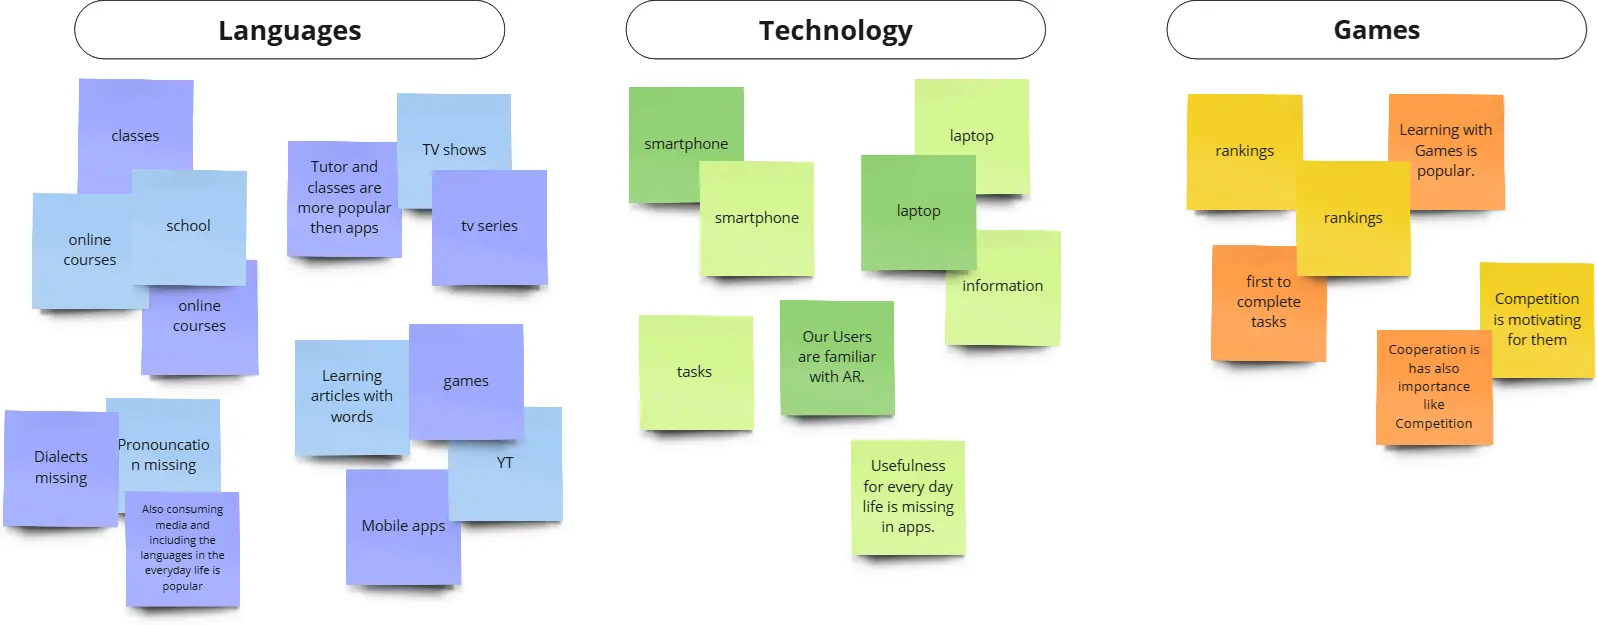 Languages
classes
online
courses
school
online
courses
Tutor and
classes are
more popular
then apps
TV shows
tv series
Dialects
missing
Pronouncatio
n missing
Also consuming
media and
including the
languages in the
everyday life is
popular
Learning
articles with
words
games
YT
Mobile apps
Technology
smartphone
smartphone
laptop
laptop
information
tasks
Our Users
are familiar
with AR.
Usefulness
for every day
life is missing
in apps.
Games
rankings
rankings
Learning with
Games is
popular.
first to
complete
tasks
Competition
is motivating
for them
Cooperation is
has also
importance
like
Competition